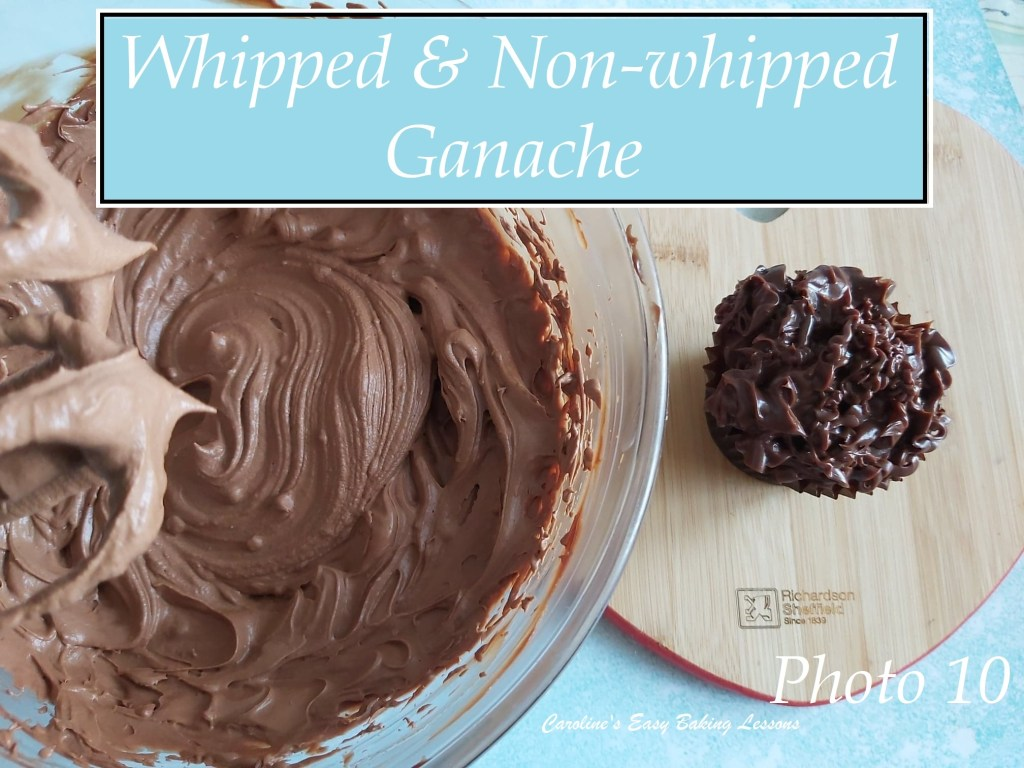 Whipped & Non-whipped
Ganache
Richardson
Sheffield
Since 1839
Photo 10
Caroline's Easy Baking Lessons